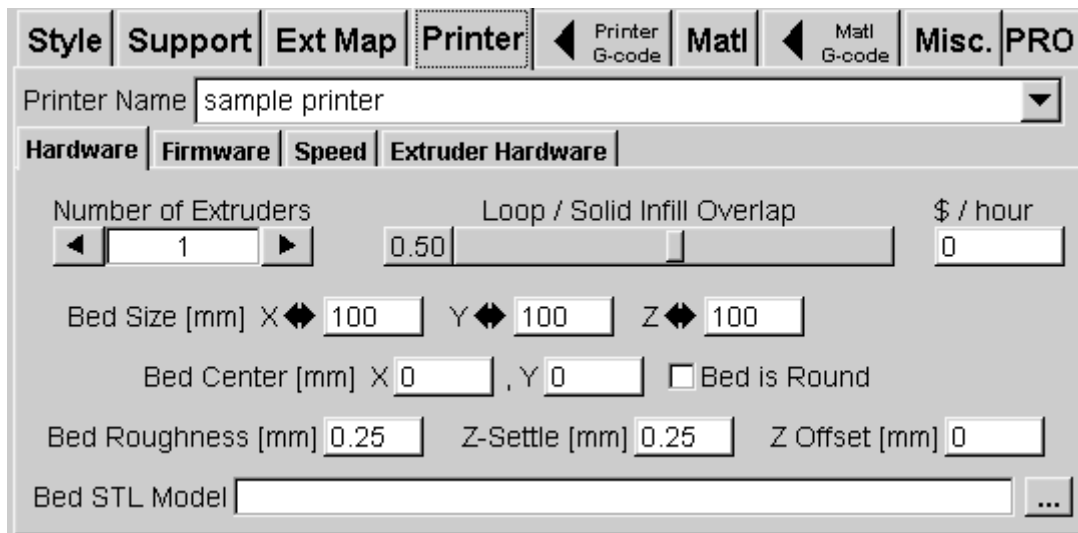 Style Support Ext Map Printer Printer G-code Matl Matl G-code Misc. PRO
Printer Name sample printer
Hardware Firmware Speed Extruder Hardware
Number of Extruders Loop / Solid Infill Overlap $ / hour
1 0.50 0
Bed Size [mm] X 100 Y 100 Z 100
Bed Center [mm] X 0 , Y 0 Bed is Round
Bed Roughness [mm] 0.25 Z-Settle [mm] 0.25 Z Offset [mm] 0
Bed STL Model ...